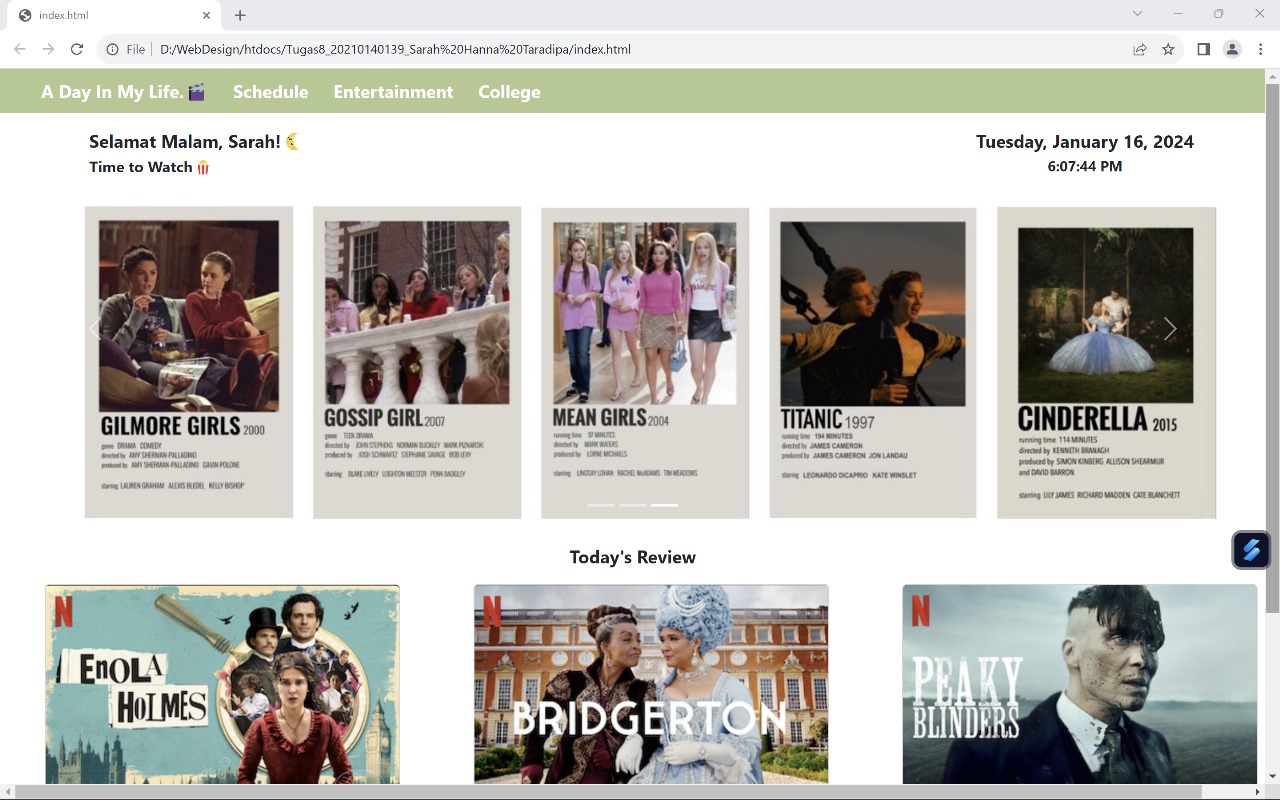 index.html
File
D:/WebDesign/htdocs/Tugas8_20210140139_Sarah%20Hanna%20Taradipa/index.html
A Day In My Life. 🎬 Schedule Entertainment College
Selamat Malam, Sarah! 🌜
Tuesday, January 16, 2024
Time to Watch 🍿
6:07:44 PM
GILMORE GIRLS 2000
genre DRAMA COMEDY
directed by AMY SHERMAN-PALLADINO
produced by AMY SHERMAN-PALLADINO GAVIN POLONE
starring LAUREN GRAHAM ALEXIS BLEDEL KELLY BISHOP
GOSSIP GIRL 2007
genre TEEN DRAMA
directed by JOHN STEPHENS NORMAN BUCKLEY MARK PIZNARSKI
produced by JOSH SCHWARTZ STEPHANIE SAVAGE BOB LEVY
starring BLAKE LIVELY LEIGHTON MEESTER PENN BADGLEY
MEAN GIRLS 2004
running time 97 MINUTES
directed by MARK WATERS
produced by LORNE MICHAELS
starring LINDSAY LOHAN RACHEL McADAMS TIM MEADOWS
TITANIC 1997
running time 194 MINUTES
directed by JAMES CAMERON
produced by JAMES CAMERON JON LANDAU
starring LEONARDO DICAPRIO KATE WINSLET
CINDERELLA 2015
running time 114 MINUTES
directed by KENNETH BRANAGH
produced by SIMON KINBERG ALLISON SHEARMUR
and DAVID BARRON
starring LILY JAMES RICHARD MADDEN CATE BLANCHETT
Today's Review
N
ENOLA
HOLMES
N
BRIDGERTON
N
PEAKY
BLINDERS